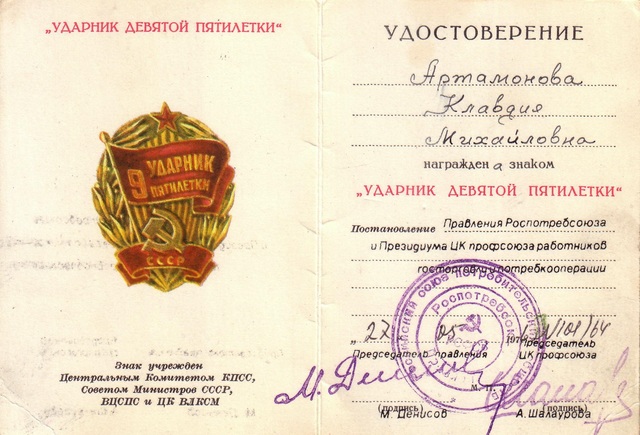 „УДАРНИК ДЕВЯТОЙ ПЯТИЛЕТКИ“
9 УДАРНИК
ПЯТИЛЕТКИ
СССР
Знак учрежден
Центральным Комитетом КПСС,
Советом Министров СССР,
ВЦСПС и ЦК ВЛКСМ
УДОСТОВЕРЕНИЕ
Артамонова
Клавдия
Михайловна
награжден а знаком
„УДАРНИК ДЕВЯТОЙ ПЯТИЛЕТКИ“
Постановление Правления Роспотребсоюза
и Президиума ЦК профсоюза работников
госторговли и потребкооперации
Роспотребсоюз
„27 05 197
Председатель правления
Председатель
ЦК профсоюза
М. П.
(подпись)
М. Денисов
(подпись)
А. Шалаурова